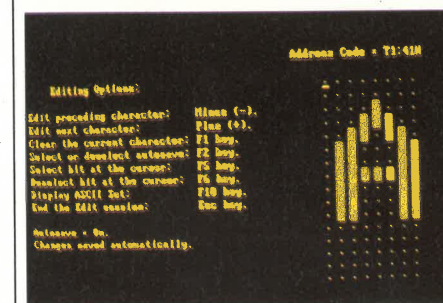 Address Code = T1:41H
Editing Options:
Edit preceding character: Minus (-).
Edit next character: Plus (+).
Clear the current character: F1 key.
Select or deselect autosave: F2 key.
Select bit at the cursor: F5 key.
Deselect bit at the cursor: F6 key.
Display ASCII Set: F10 key.
End the Edit session: Esc key.
Autosave = On.
Changes saved automatically.